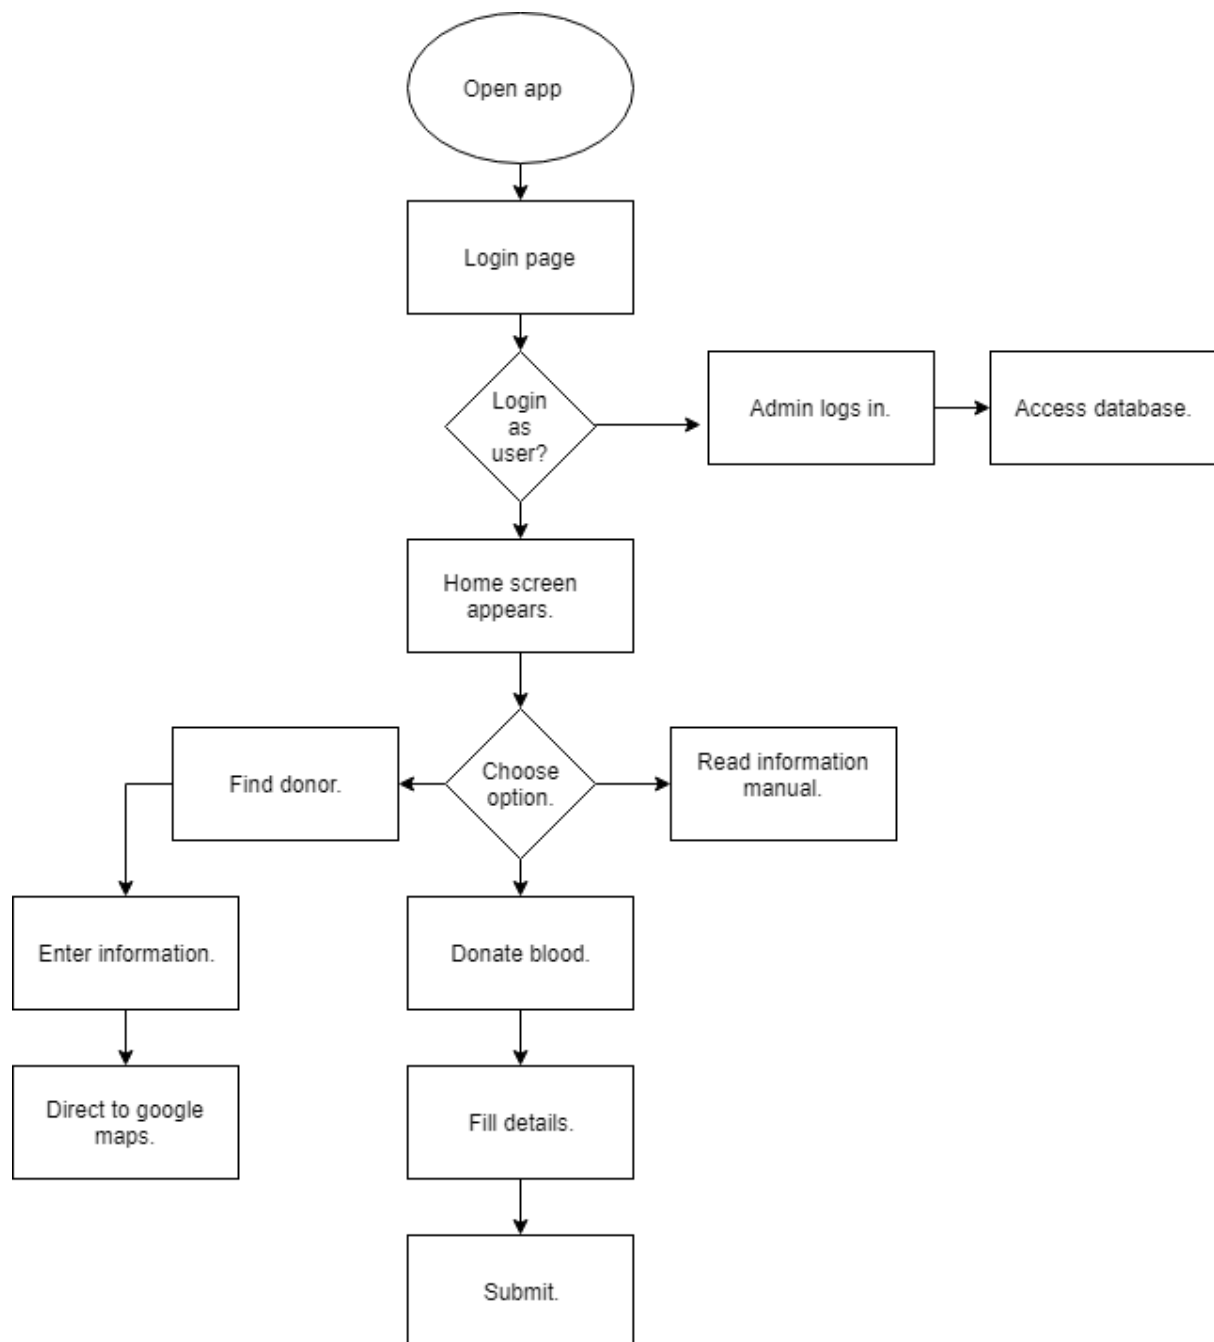 Open app
Login page
Login
as
user?
Admin logs in.
Access database.
Home screen
appears.
Find donor.
Choose
option.
Read information
manual.
Enter information.
Donate blood.
Direct to google
maps.
Fill details.
Submit.